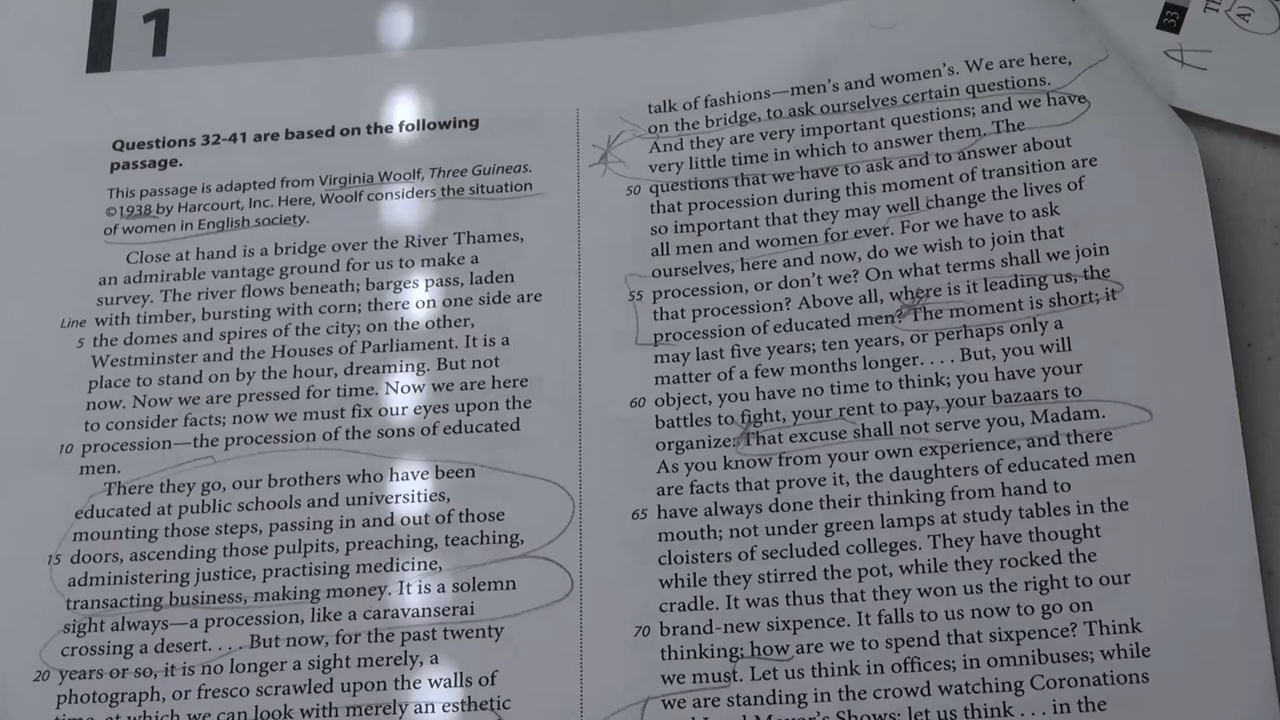 1
Questions 32-41 are based on the following
passage.
This passage is adapted from Virginia Woolf, Three Guineas.
©1938 by Harcourt, Inc. Here, Woolf considers the situation
of women in English society.
Close at hand is a bridge over the River Thames,
an admirable vantage ground for us to make a
survey. The river flows beneath; barges pass, laden
Line with timber, bursting with corn; there on one side are
5 the domes and spires of the city; on the other,
Westminster and the Houses of Parliament. It is a
place to stand on by the hour, dreaming. But not
now. Now we are pressed for time. Now we are here
to consider facts; now we must fix our eyes upon the
10 procession—the procession of the sons of educated
men.
There they go, our brothers who have been
educated at public schools and universities,
mounting those steps, passing in and out of those
15 doors, ascending those pulpits, preaching, teaching,
administering justice, practising medicine,
transacting business, making money. It is a solemn
sight always—a procession, like a caravanserai
crossing a desert. . . . But now, for the past twenty
20 years or so, it is no longer a sight merely, a
photograph, or fresco scrawled upon the walls of
time, at which we can look with merely an esthetic
talk of fashions—men's and women's. We are here,
on the bridge, to ask ourselves certain questions.
And they are very important questions; and we have
very little time in which to answer them. The
50 questions that we have to ask and to answer about
that procession during this moment of transition are
so important that they may well change the lives of
all men and women for ever. For we have to ask
ourselves, here and now, do we wish to join that
55 procession, or don't we? On what terms shall we join
that procession? Above all, where is it leading us, the
procession of educated men? The moment is short; it
may last five years; ten years, or perhaps only a
matter of a few months longer. . . . But, you will
60 object, you have no time to think; you have your
battles to fight, your rent to pay, your bazaars to
organize. That excuse shall not serve you, Madam.
As you know from your own experience, and there
are facts that prove it, the daughters of educated men
65 have always done their thinking from hand to
mouth; not under green lamps at study tables in the
cloisters of secluded colleges. They have thought
while they stirred the pot, while they rocked the
cradle. It was thus that they won us the right to our
70 brand-new sixpence. It falls to us now to go on
thinking; how are we to spend that sixpence? Think
we must. Let us think in offices; in omnibuses; while
we are standing in the crowd watching Coronations
Mayor's Shows; let us think . . . in the
33
A)
A